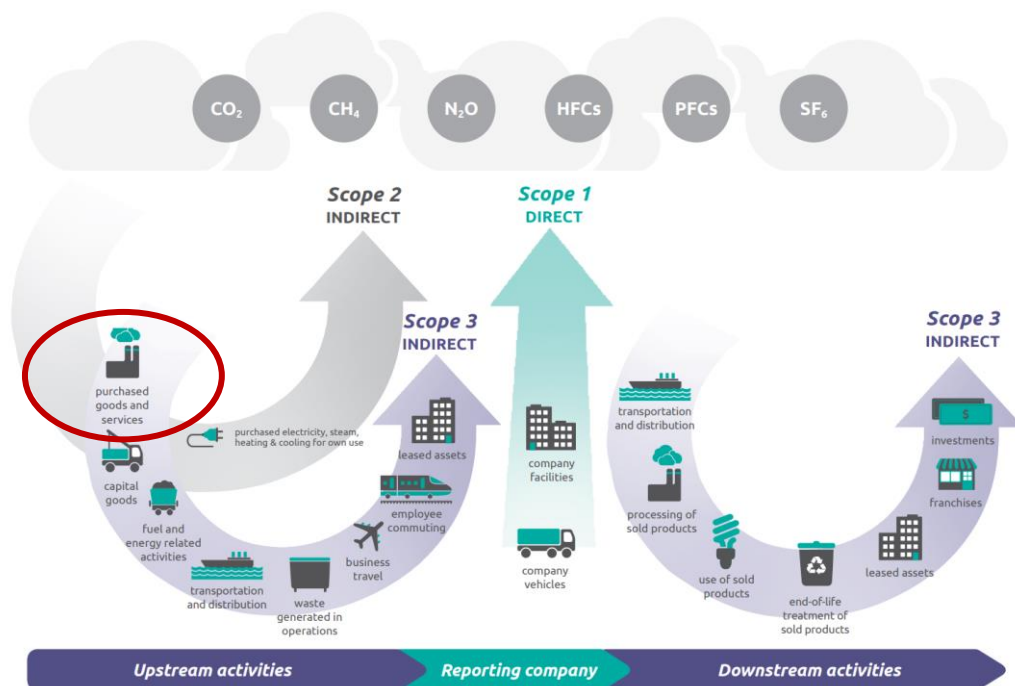 CO₂
CH₄
N₂O
HFCs
PFCs
SF₆
Scope 2
INDIRECT
Scope 1
DIRECT
Scope 3
INDIRECT
Scope 3
INDIRECT
purchased
goods and
services
capital
goods
fuel and
energy related
activities
purchased electricity, steam,
heating & cooling for own use
transportation
and distribution
waste
generated in
operations
business
travel
employee
commuting
leased assets
company
facilities
company
vehicles
transportation
and distribution
processing of
sold products
use of sold
products
end-of-life
treatment of
sold products
leased assets
franchises
$
investments
Upstream activities
Reporting company
Downstream activities